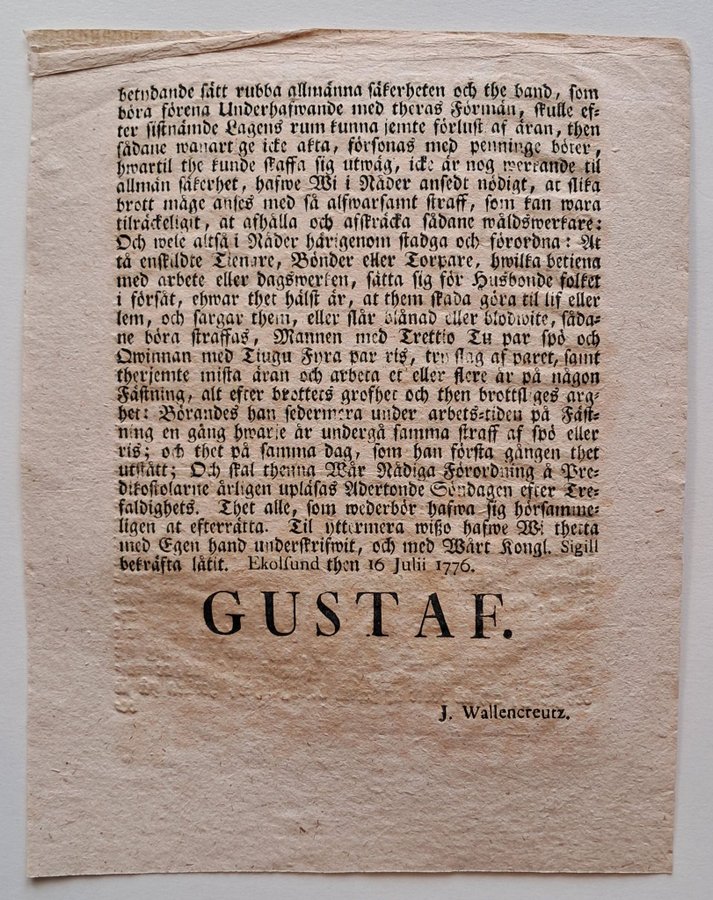 betydande sätt rubba allmänna säkerheten och the band, som
böra förena Underhafwande med theras Förmän, skulle ef-
ter sistnämde Lagens rum kunna jemte förlust af äran, then
sådane wanartige icke akta, försonas med penninge böter,
hwartil the kunde skaffa sig utwäg, icke är nog werkande til
allmän säkerhet, hafwe Wi i Nåder ansedt nödigt, at slika
brott måge anses med så alfwarsamt straff, som kan wara
tilräckeligit, at afhålla och afskräcka sådane wåldswerkare:
Och wele altså i Nåder härigenom stadga och förordna: At
tå enskildte Tienare, Bönder eller Torpare, hwilka betiena
med arbete eller dagswerken, sätta sig för Husbonde folket
i försåt, ehwar thet hälst är, at them skada göra til lif eller
lem, och sargar them, eller slår blånad eller blodwite, såda-
ne böra straffas, Mannen med Trettio Tu par spö och
Qwinnan med Tiugu Fyra par ris, try slag af paret, samt
therjemte mista äran och arbeta et eller flere år på någon
Fästning, alt efter brottets grofhet och then brottsliges arg-
het: Börandes han sedermera under arbets-tiden på Fäst-
ning en gång hwarje år undergå samma straff af spö eller
ris; och thet på samma dag, som han första gången thet
utstått; Och skal thenna Wår Nådiga Förordning å Pre-
dikostolarne årligen upläsas Adertonde Söndagen efter Tre-
faldighets. Thet alle, som wederbör hafwa sig hörsamme-
ligen at efterrätta. Til yttermera wißo hafwe Wi thetta
med Egen hand underskrifwit, och med Wårt Kongl. Sigill
bekräfta låtit. Ekolsund then 16 Julii 1776.
GUSTAF.
J. Wallencreutz.